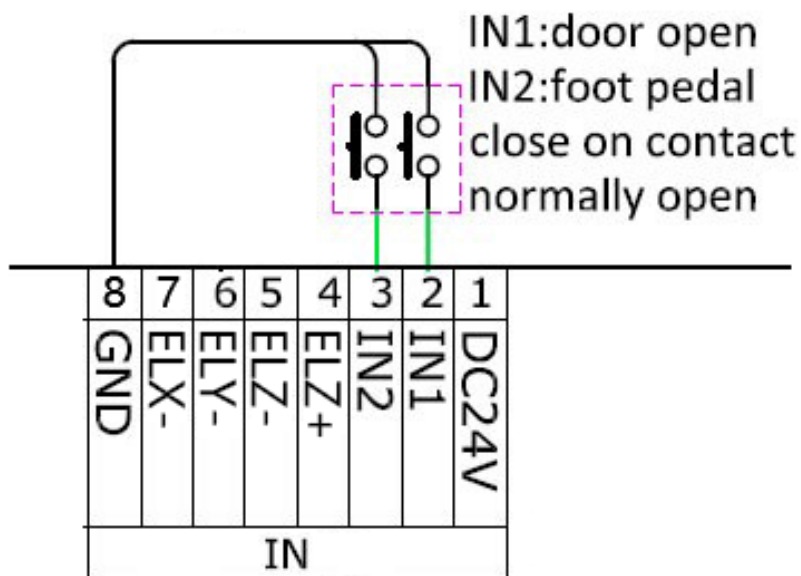 IN1:door open
IN2:foot pedal
close on contact
normally open
8 7 6 5 4 3 2 1
GND ELX- ELY- ELZ- ELZ+ IN2 IN1 DC24V
IN